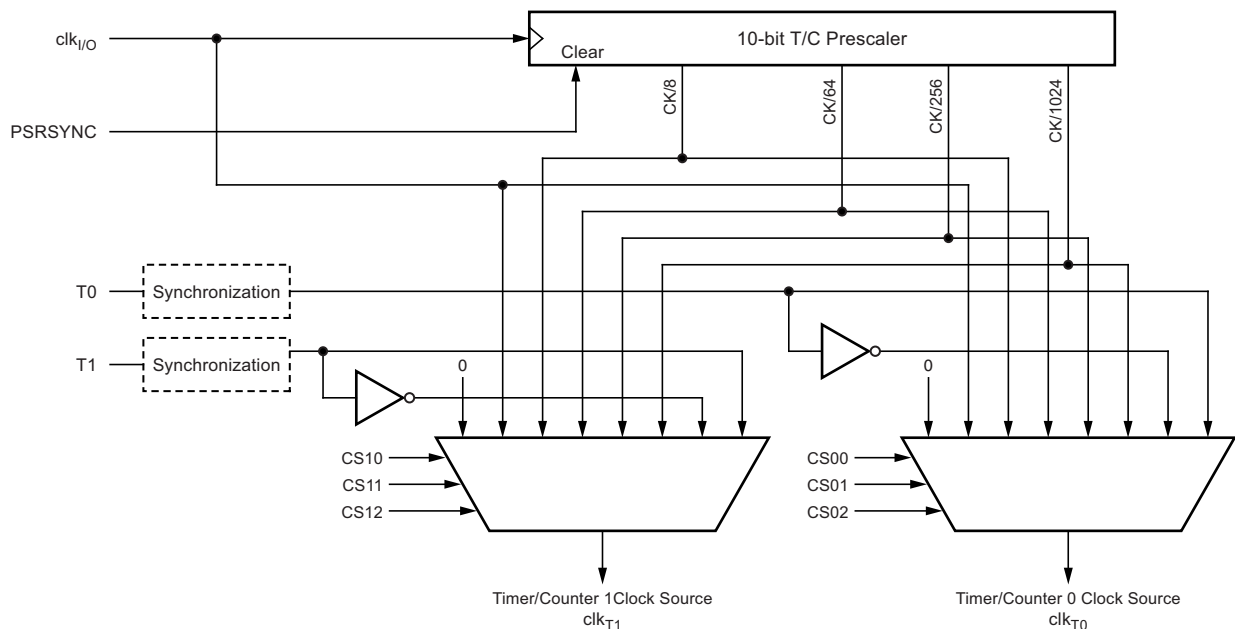 clkI/O
10-bit T/C Prescaler
Clear
CK/8
CK/64
CK/256
CK/1024
PSRSYNC
T0
Synchronization
T1
Synchronization
0
0
CS10
CS11
CS12
CS00
CS01
CS02
Timer/Counter 1Clock Source
clkT1
Timer/Counter 0 Clock Source
clkT0